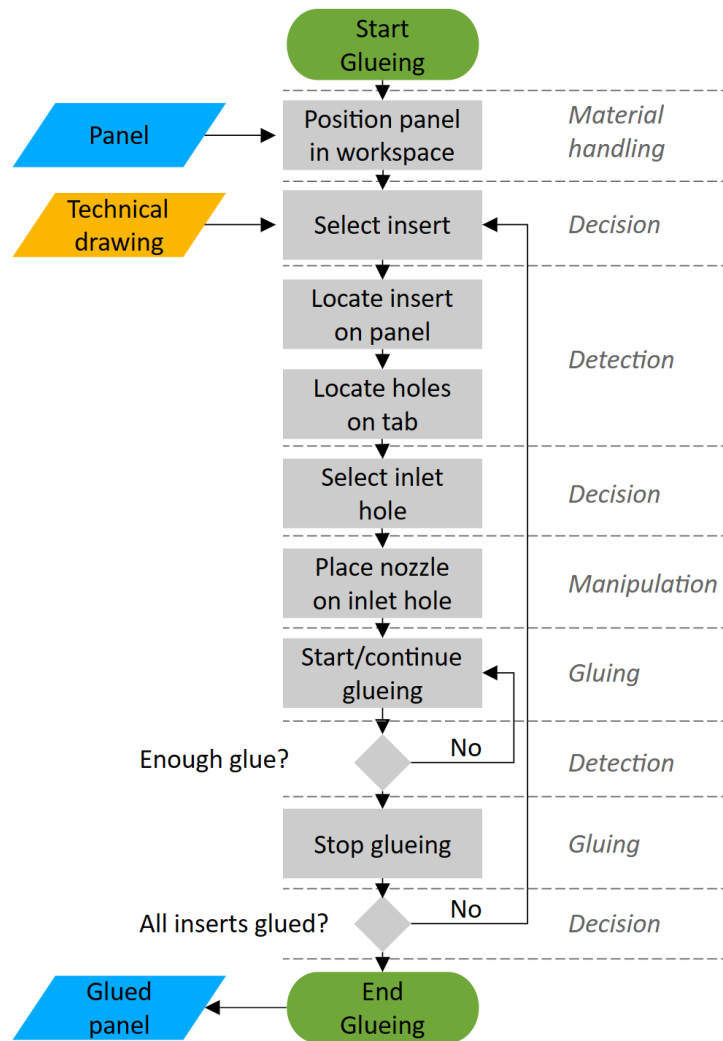 Start
Glueing
Panel
Position panel
in workspace
Material
handling
Technical
drawing
Select insert
Decision
Locate insert
on panel
Detection
Locate holes
on tab
Select inlet
hole
Decision
Place nozzle
on inlet hole
Manipulation
Start/continue
glueing
Gluing
Enough glue?
No
Detection
Stop glueing
Gluing
All inserts glued?
No
Decision
Glued
panel
End
Glueing